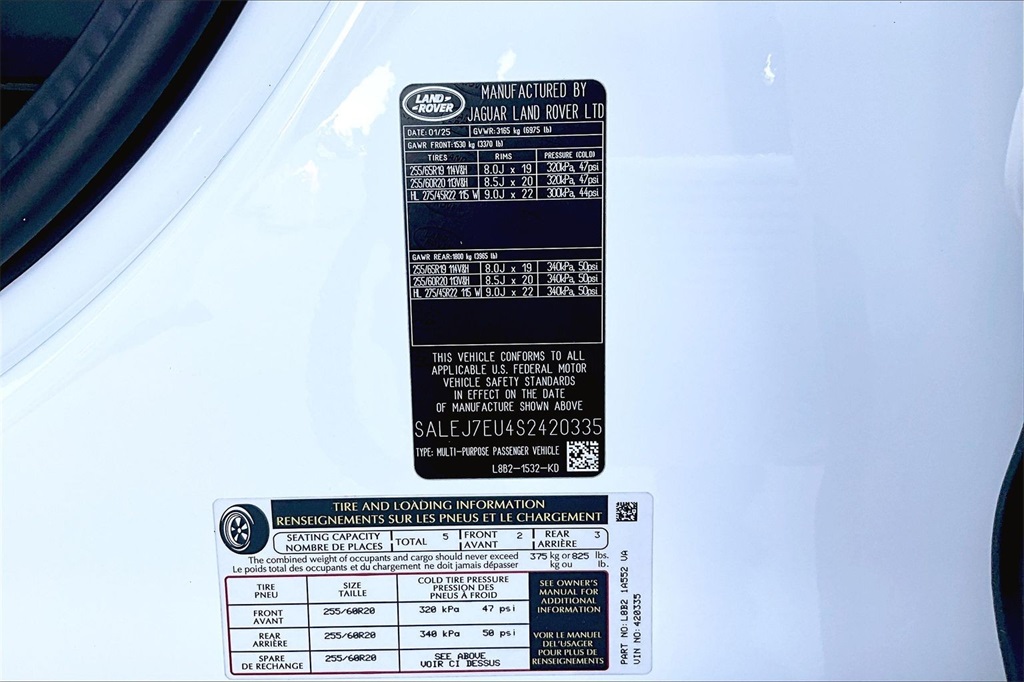 LAND ROVER
MANUFACTURED BY
JAGUAR LAND ROVER LTD
DATE: 01/25 GVWR: 3165 kg (6975 lb)
GAWR FRONT: 1530 kg (3370 lb)
TIRES RIMS PRESSURE (COLD)
255/65R19 114V&H 8.0J x 19 320kPa, 47psi
255/60R20 113V&H 8.5J x 20 320kPa, 47psi
HL 275/45R22 115 W 9.0J x 22 300kPa, 44psi
GAWR REAR: 1800 kg (3965 lb)
255/65R19 114V&H 8.0J x 19 340kPa, 50psi
255/60R20 113V&H 8.5J x 20 340kPa, 50psi
HL 275/45R22 115 W 9.0J x 22 340kPa, 50psi
THIS VEHICLE CONFORMS TO ALL
APPLICABLE U.S. FEDERAL MOTOR
VEHICLE SAFETY STANDARDS
IN EFFECT ON THE DATE
OF MANUFACTURE SHOWN ABOVE
SALEJ7EU4S2420335
TYPE: MULTI-PURPOSE PASSENGER VEHICLE
L8B2-1532-KD
TIRE AND LOADING INFORMATION
RENSEIGNEMENTS SUR LES PNEUS ET LE CHARGEMENT
SEATING CAPACITY
NOMBRE DE PLACES
TOTAL 5
FRONT
AVANT
2
REAR
ARRIÈRE
3
The combined weight of occupants and cargo should never exceed 375 kg or 825 lbs.
Le poids total des occupants et du chargement ne doit jamais dépasser kg ou lb.
TIRE
PNEU
SIZE
TAILLE
COLD TIRE PRESSURE
PRESSION DES
PNEUS À FROID
FRONT
AVANT
255/60R20
320 kPa 47 psi
REAR
ARRIÈRE
255/60R20
340 kPa 50 psi
SPARE
DE RECHANGE
255/60R20
SEE ABOVE
VOIR CI DESSUS
SEE OWNER'S
MANUAL FOR
ADDITIONAL
INFORMATION
VOIR LE MANUEL
DEL'USAGER
POUR PLUS DE
RENSEIGNEMENTS
PART NO: L8B2 1A552 VA
VIN NO: 420335